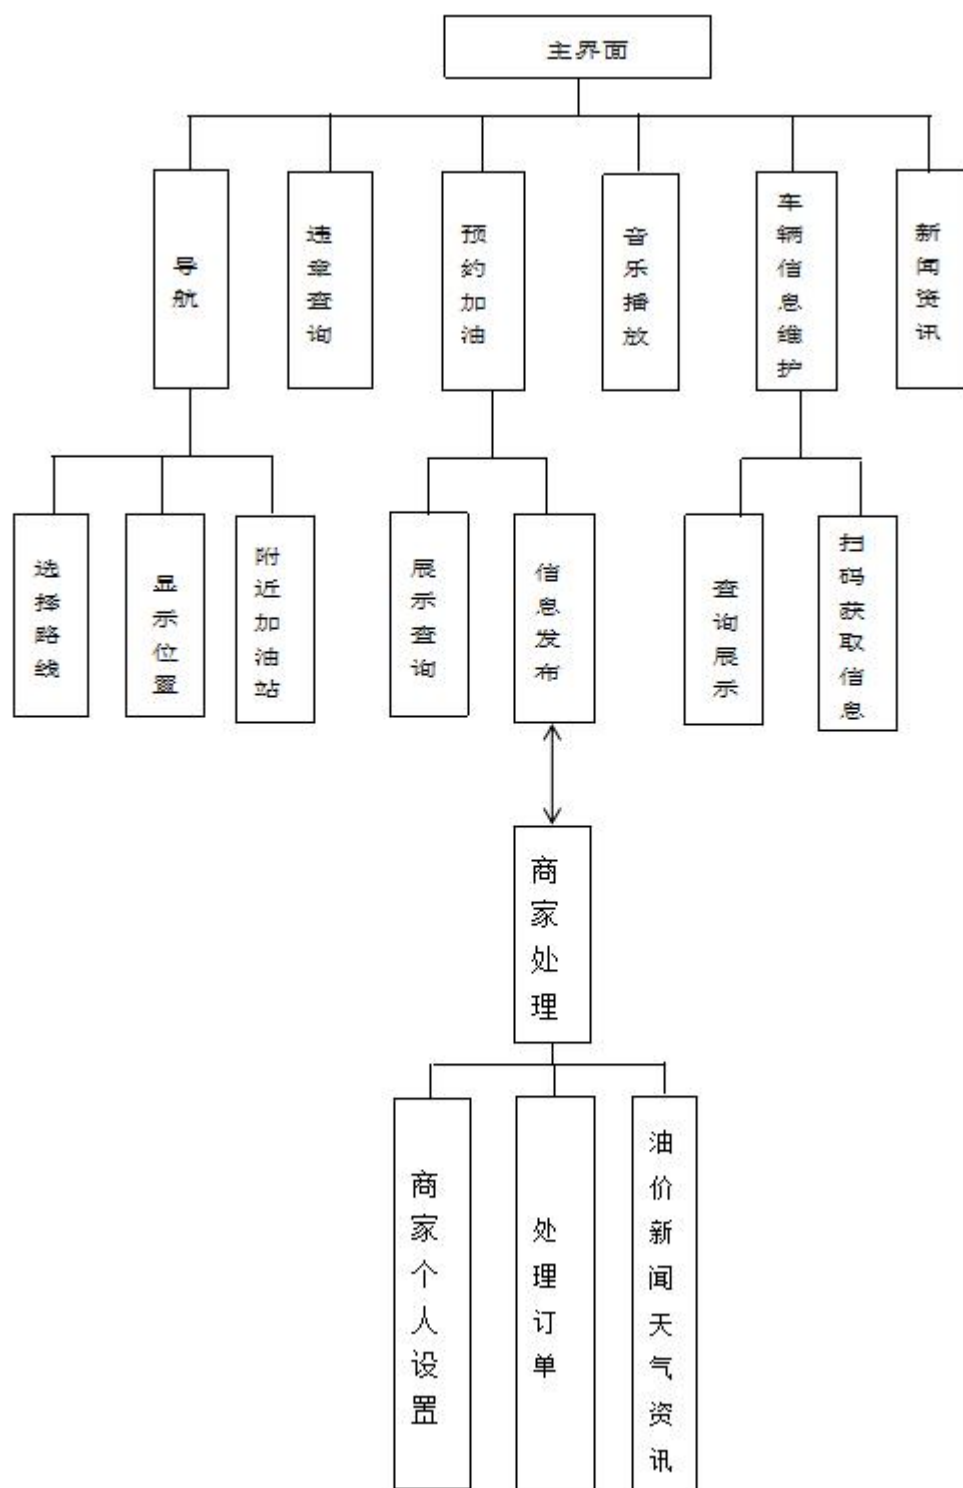 主界面
导航
违章查询
预约加油
音乐播放
车辆信息维护
新闻资讯
选择路线
显示位置
附近加油站
展示查询
信息发布
查询展示
扫码获取信息
商家处理
商家个人设置
处理订单
油价新闻天气资讯